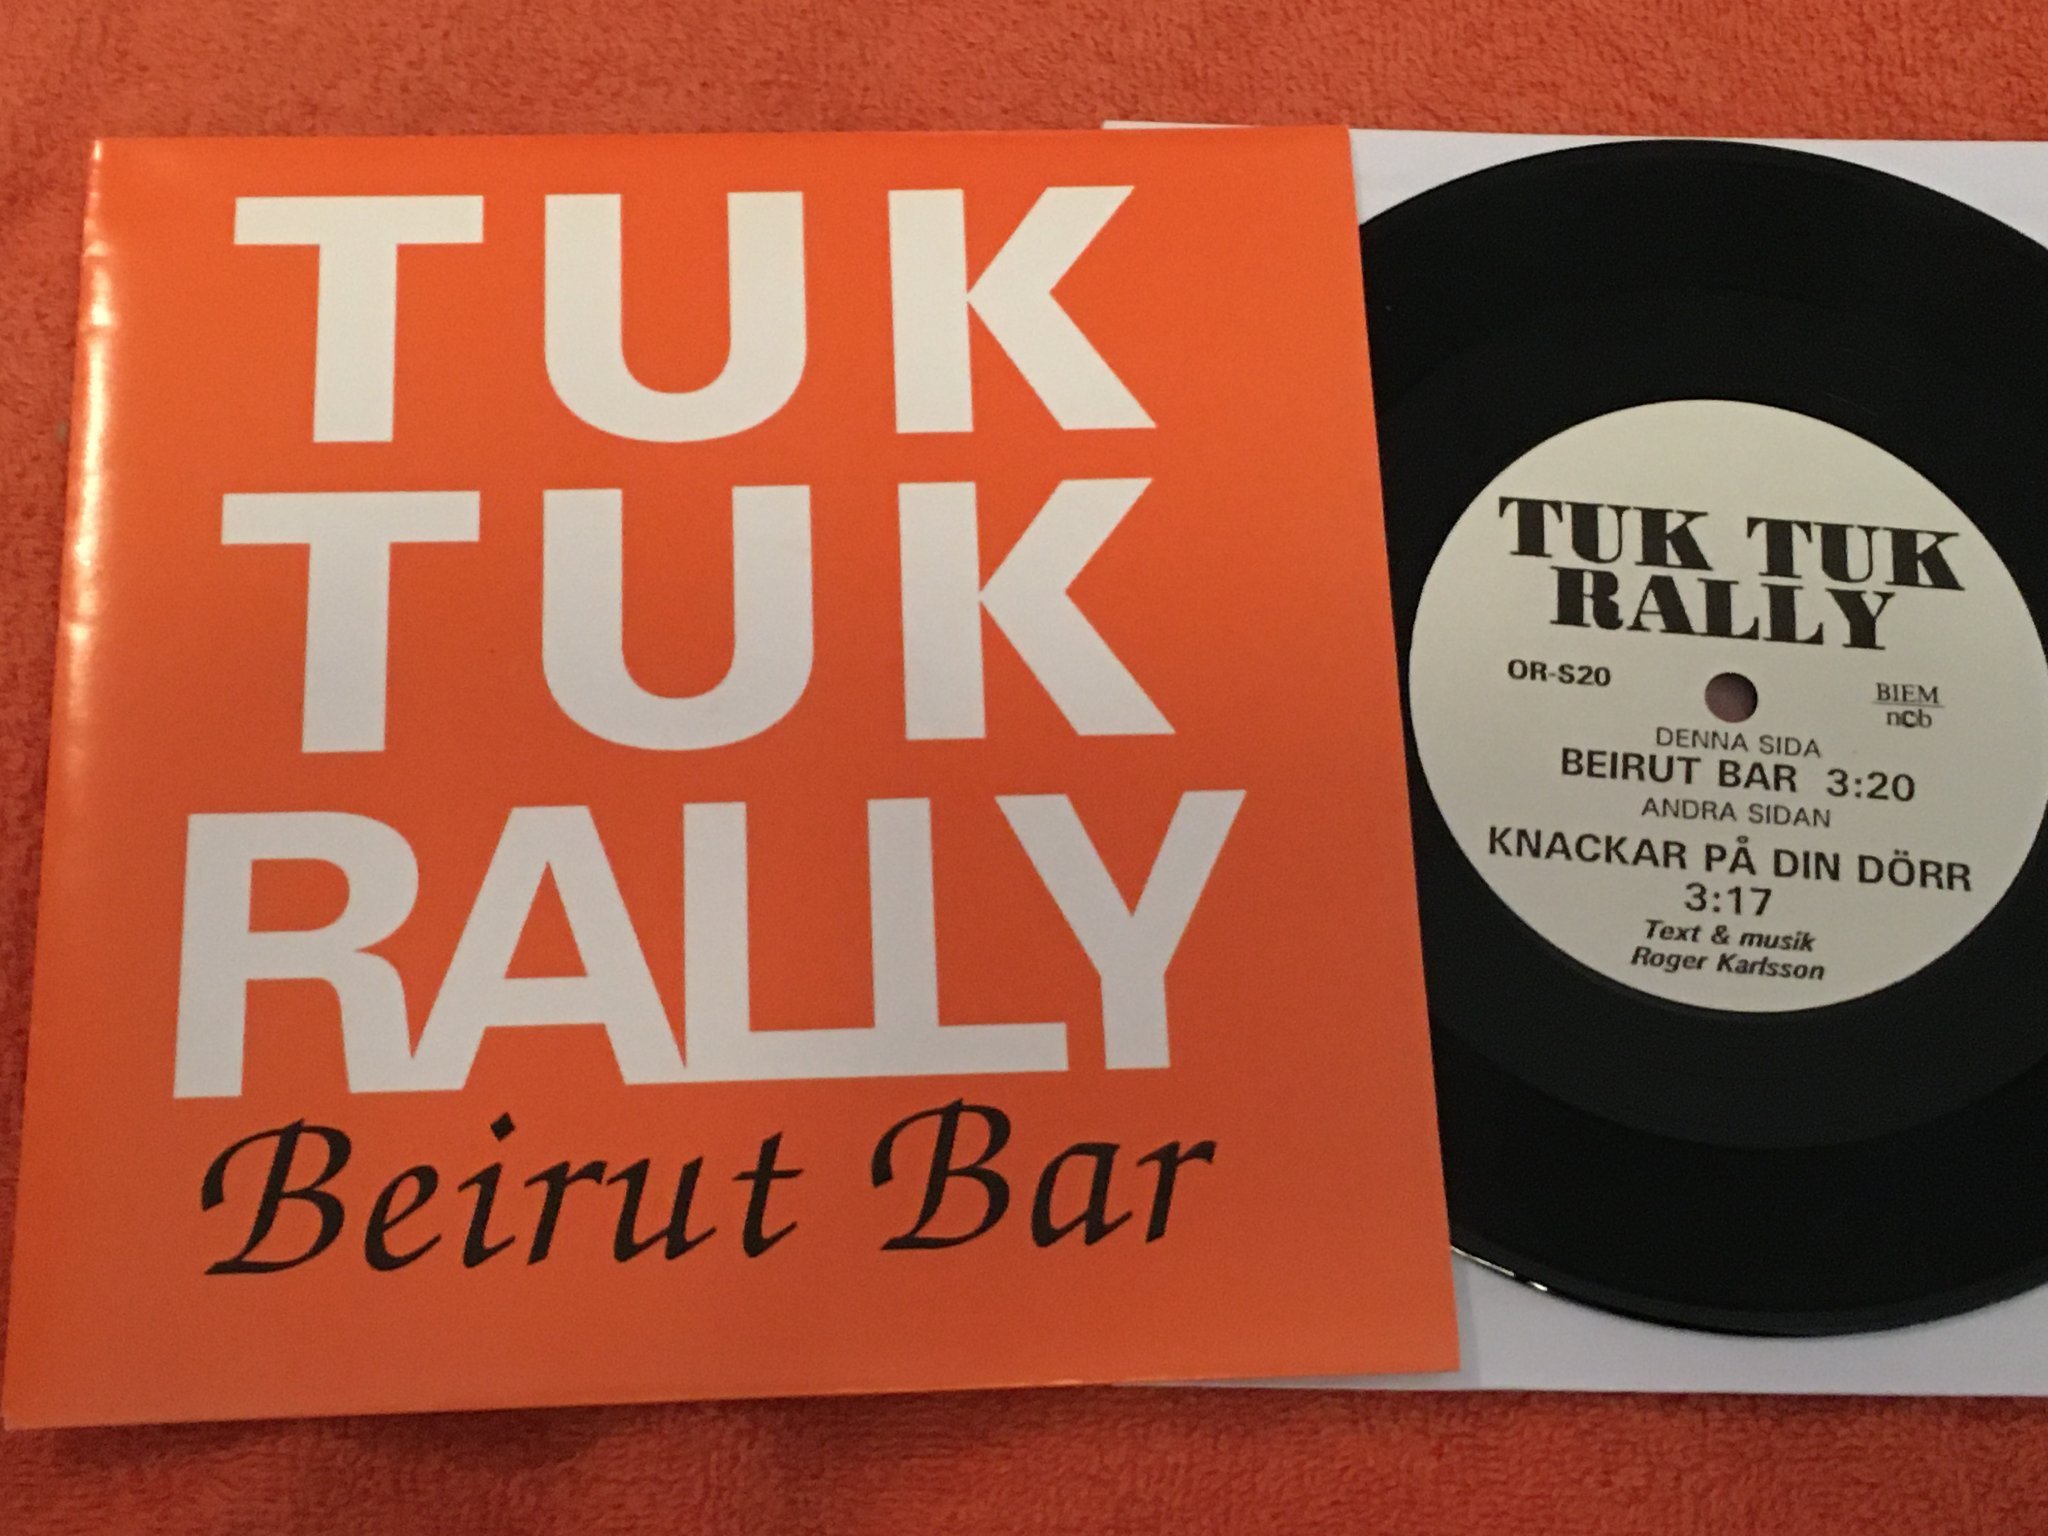 TUK
TUK
RALLY
Beirut Bar
TUK TUK
RALLY
OR-S20
BIEM
ncb
DENNA SIDA
BEIRUT BAR 3:20
ANDRA SIDAN
KNACKAR PÅ DIN DÖRR
3:17
Text & musik
Roger Karlsson